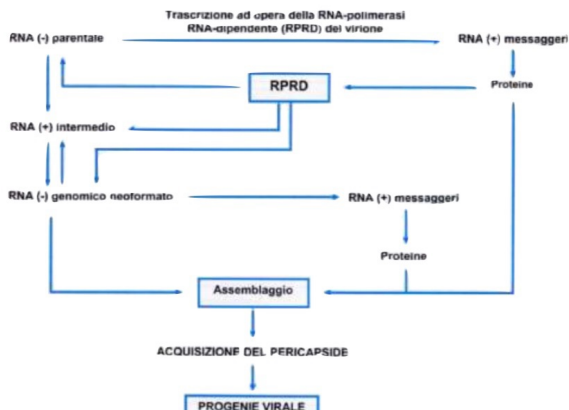 Trascrizione ad opera della RNA-polimerasi
RNA-dipendente (RPRD) del virione
RNA (-) parentale
RNA (+) messaggeri
RPRD
Proteine
RNA (+) intermedio
RNA (-) genomico neoformato
RNA (+) messaggeri
Proteine
Assemblaggio
ACQUISIZIONE DEL PERICAPSIDE
PROGENIE VIRALE